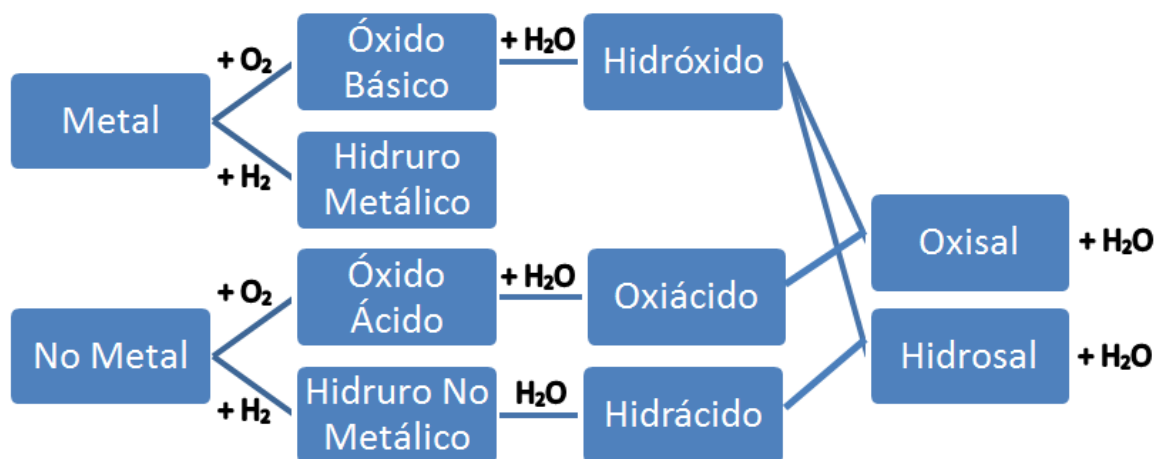 Metal
+ O₂
+ H₂
Óxido
Básico
+ H₂O
Hidróxido
Hidruro
Metálico
No Metal
+ O₂
+ H₂
Óxido
Ácido
+ H₂O
Oxiácido
Hidruro No
Metálico
H₂O
Hidrácido
Oxisal
+ H₂O
Hidrosal
+ H₂O